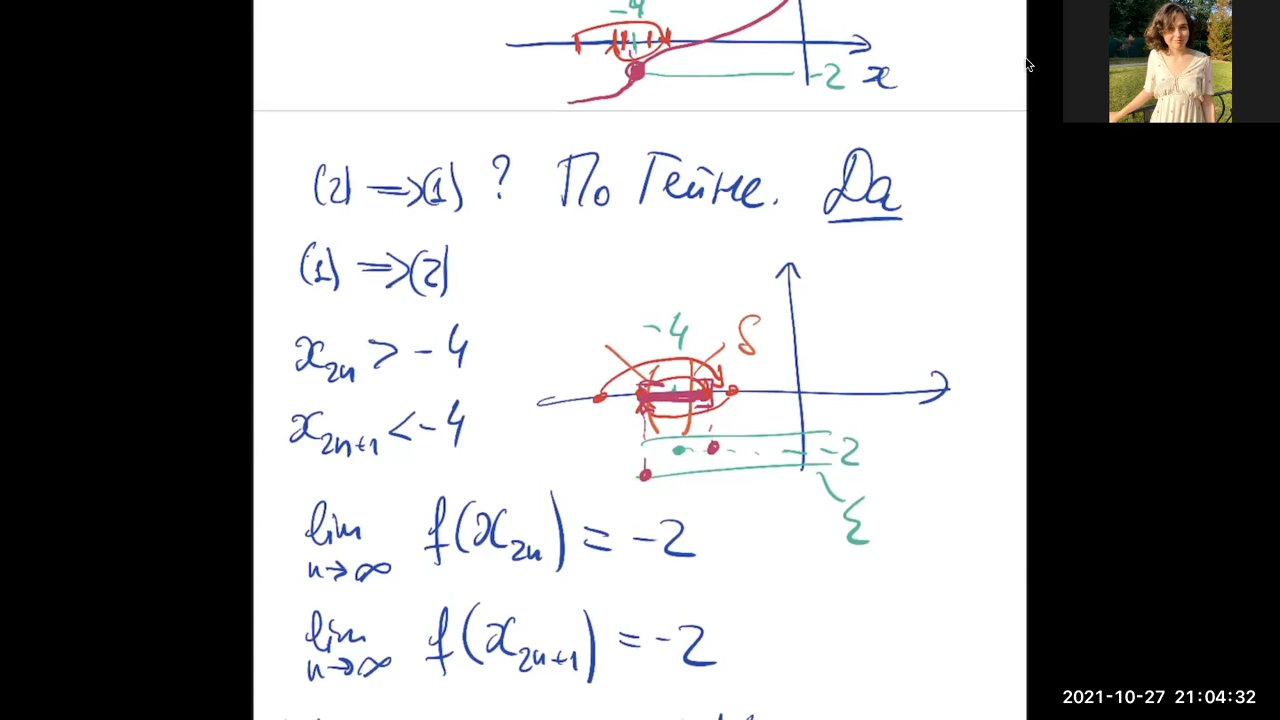 -4
-2 x
(2) => (1) ? По Гейне. Да
(1) => (2)
x₂ₙ > -4
-4 δ
x₂ₙ₊₁ < -4
-2
ε
lim f(x₂ₙ) = -2
n→∞
lim f(x₂ₙ₊₁) = -2
n→∞
2021-10-27 21:04:32